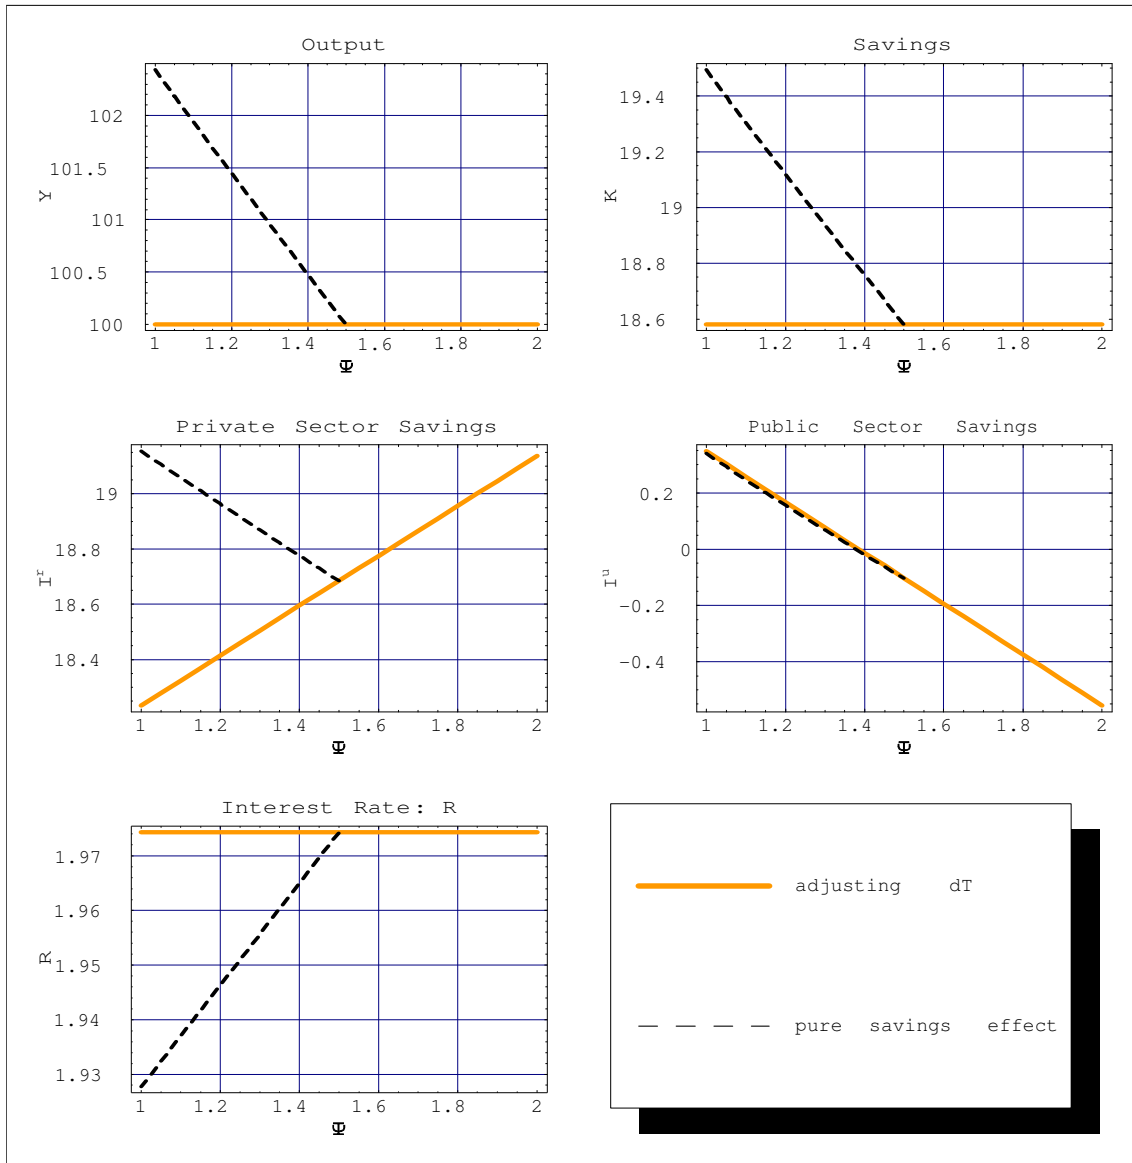 Output
102
101.5
101
100.5
100
Y
1 1.2 1.4 1.6 1.8 2
Ψ
Savings
19.4
19.2
19
18.8
18.6
K
1 1.2 1.4 1.6 1.8 2
Ψ
Private Sector Savings
19
18.8
18.6
18.4
I^r
1 1.2 1.4 1.6 1.8 2
Ψ
Public Sector Savings
0.2
0
-0.2
-0.4
I^u
1 1.2 1.4 1.6 1.8 2
Ψ
Interest Rate: R
1.97
1.96
1.95
1.94
1.93
R
1 1.2 1.4 1.6 1.8 2
Ψ
adjusting dT
pure savings effect